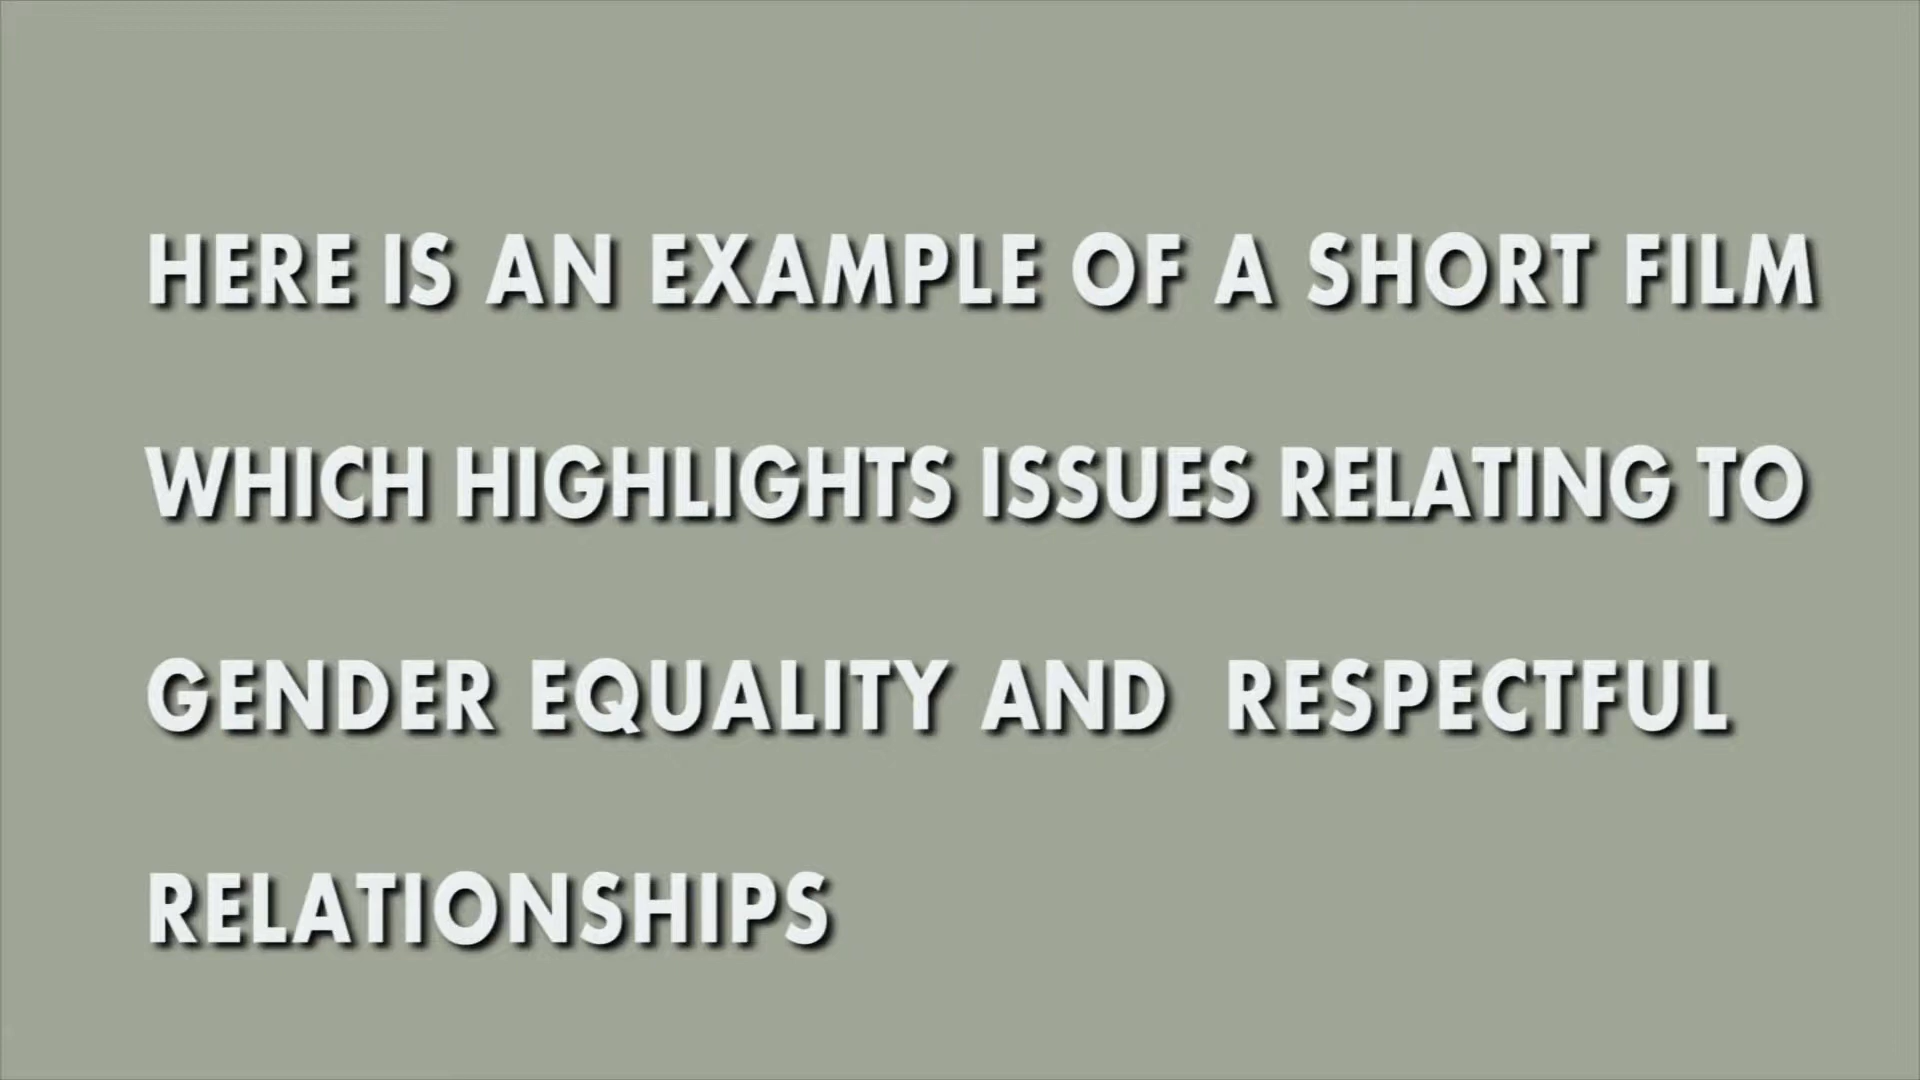 HERE IS AN EXAMPLE OF A SHORT FILM
WHICH HIGHLIGHTS ISSUES RELATING TO
GENDER EQUALITY AND  RESPECTFUL
RELATIONSHIPS